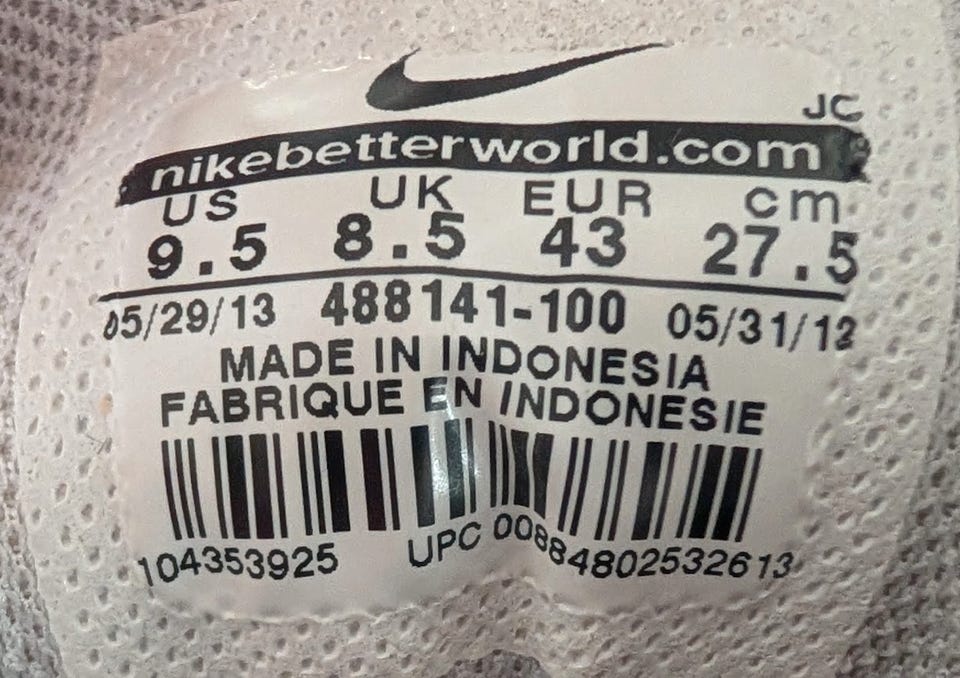 JC
nikebetterworld.com
US UK EUR cm
9.5 8.5 43 27.5
05/29/13 488141-100 05/31/12
MADE IN INDONESIA
FABRIQUE EN INDONESIE
104353925 UPC 00884802532613